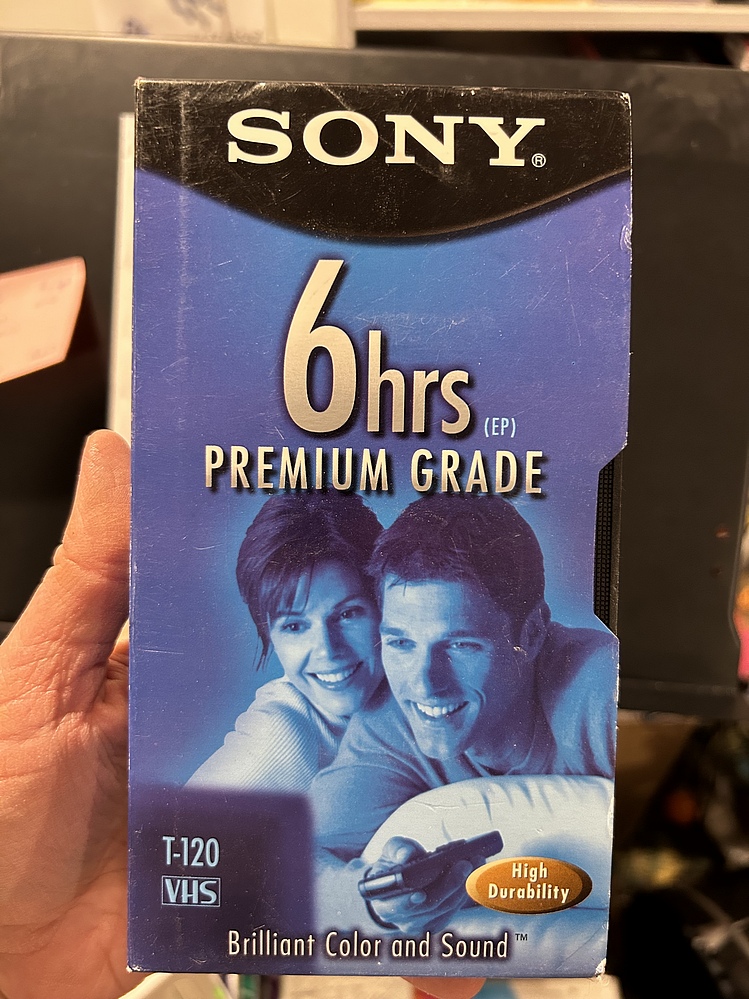 SONY®
6hrs (EP)
PREMIUM GRADE
T-120
VHS
High
Durability
Brilliant Color and Sound™